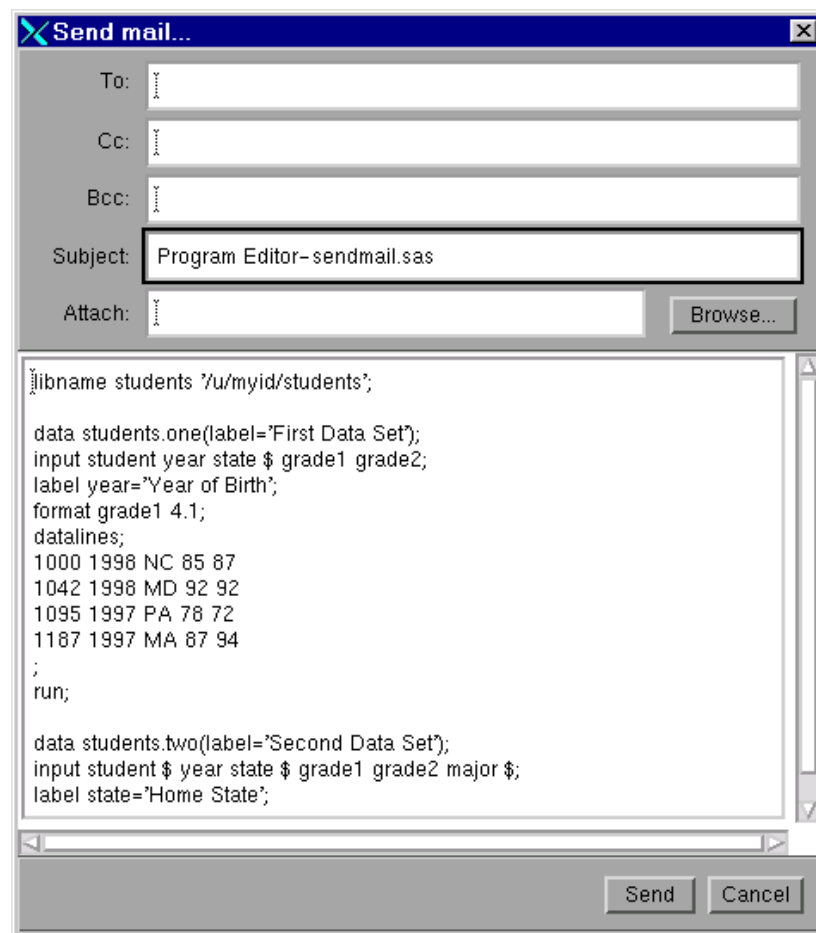 Send mail...
To:
Cc:
Bcc:
Subject: Program Editor-sendmail.sas
Attach: Browse...
libname students '/u/myid/students';
data students.one(label='First Data Set');
input student year state $ grade1 grade2;
label year='Year of Birth';
format grade1 4.1;
datalines;
1000 1998 NC 85 87
1042 1998 MD 92 92
1095 1997 PA 78 72
1187 1997 MA 87 94
;
run;
data students.two(label='Second Data Set');
input student $ year state $ grade1 grade2 major $;
label state='Home State';
Send Cancel